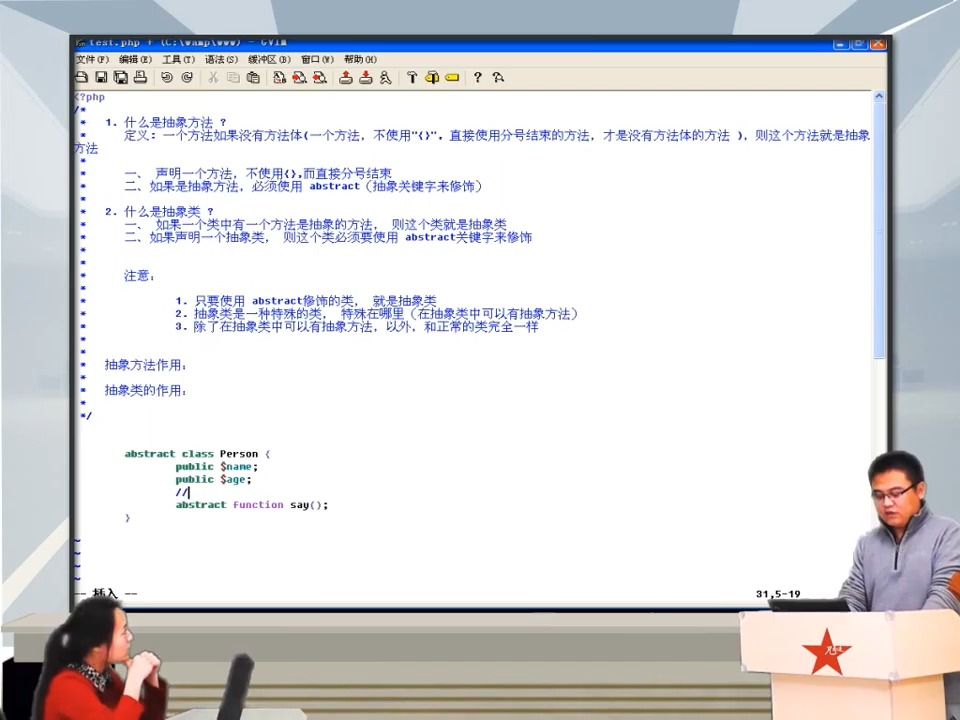 test.php + (C:\wamp\www) - GVIM
文件(F) 编辑(E) 工具(T) 语法(S) 缓冲区(B) 窗口(W) 帮助(H)
<?php
/*
* 1. 什么是抽象方法 ?
* 定义: 一个方法如果没有方法体(一个方法, 不使用"{}", 直接使用分号结束的方法, 才是没有方法体的方法 ), 则这个方法就是抽象
方法
*
* 一、 声明一个方法, 不使用{},而直接分号结束
* 二、如果是抽象方法, 必须使用 abstract (抽象关键字来修饰)
*
* 2. 什么是抽象类 ?
* 一、 如果一个类中有一个方法是抽象的方法, 则这个类就是抽象类
* 二、如果声明一个抽象类, 则这个类必须要使用 abstract关键字来修饰
*
*
* 注意:
*
* 1. 只要使用 abstract修饰的类, 就是抽象类
* 2. 抽象类是一种特殊的类, 特殊在哪里 (在抽象类中可以有抽象方法)
* 3. 除了在抽象类中可以有抽象方法, 以外, 和正常的类完全一样
*
*
* 抽象方法作用:
*
* 抽象类的作用:
*
*/
abstract class Person {
public $name;
public $age;
//
abstract function say();
}
~
~
~
~
-- 插入 -- 31,5-19